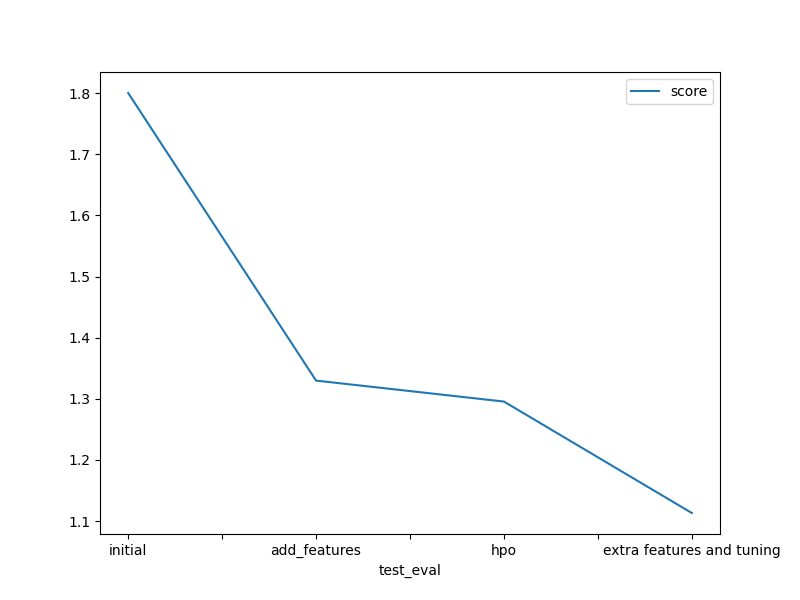 score
1.8
1.7
1.6
1.5
1.4
1.3
1.2
1.1
initial add_features hpo extra features and tuning
test_eval